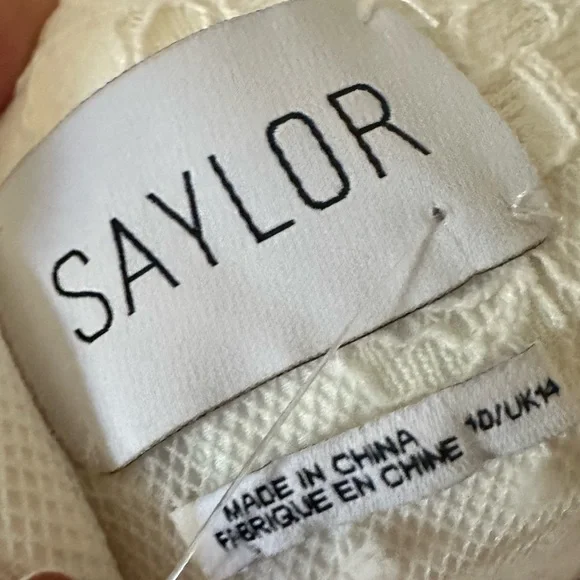 SAYLOR
MADE IN CHINA
FABRIQUE EN CHINE
10/UK14